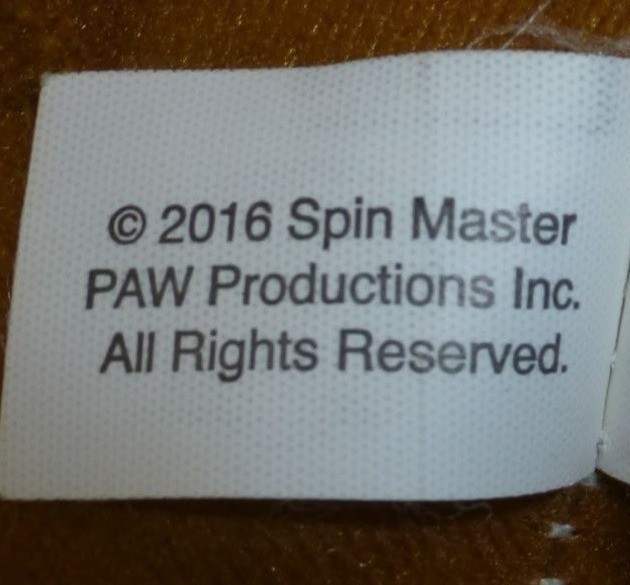 © 2016 Spin Master
PAW Productions Inc.
All Rights Reserved.